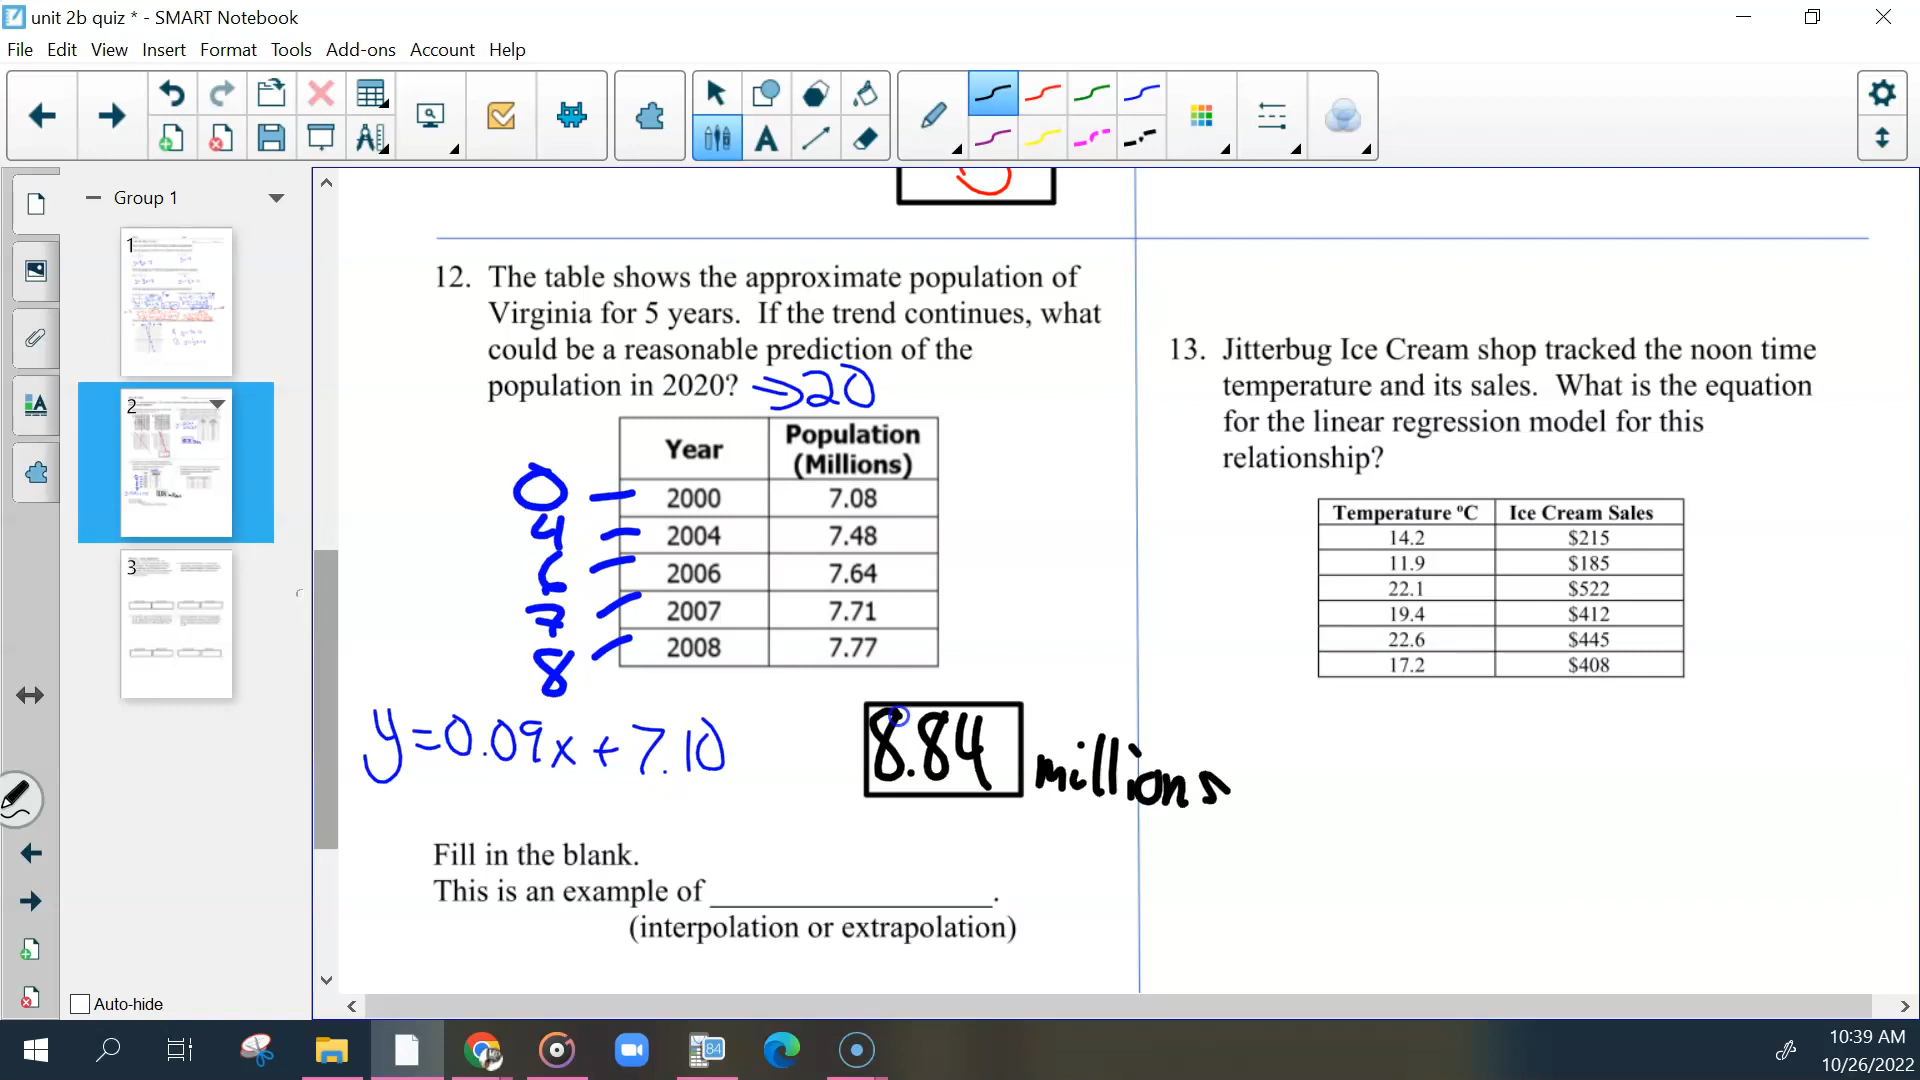 unit 2b quiz * - SMART Notebook
File Edit View Insert Format Tools Add-ons Account Help
Group 1
1
2
3
12. The table shows the approximate population of
Virginia for 5 years. If the trend continues, what
could be a reasonable prediction of the
population in 2020? → 20
Year Population (Millions)
0 — 2000 7.08
4 — 2004 7.48
6 — 2006 7.64
7 — 2007 7.71
8 — 2008 7.77
y=0.09x+7.10
8.84 millions
Fill in the blank.
This is an example of ____________________.
(interpolation or extrapolation)
13. Jitterbug Ice Cream shop tracked the noon time
temperature and its sales. What is the equation
for the linear regression model for this
relationship?
Temperature ºC Ice Cream Sales
14.2 $215
11.9 $185
22.1 $522
19.4 $412
22.6 $445
17.2 $408
Auto-hide
84
10:39 AM
10/26/2022